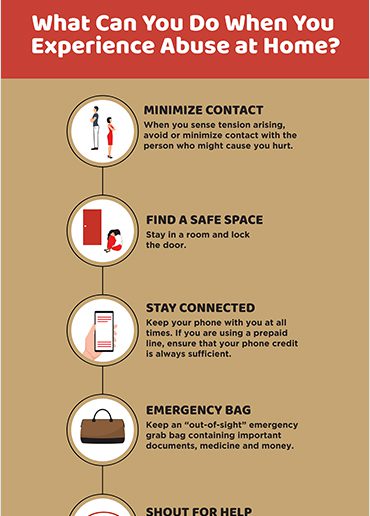 What Can You Do When You
Experience Abuse at Home?
MINIMIZE CONTACT
When you sense tension arising,
avoid or minimize contact with the
person who might cause you hurt.
FIND A SAFE SPACE
Stay in a room and lock
the door.
STAY CONNECTED
Keep your phone with you at all
times. If you are using a prepaid
line, ensure that your phone credit
is always sufficient.
EMERGENCY BAG
Keep an “out-of-sight” emergency
grab bag containing important
documents, medicine and money.
SHOUT FOR HELP